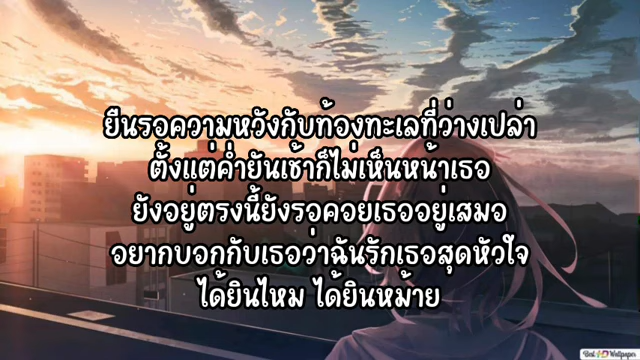 ยืนรอความหวังกับท้องทะเลที่ว่างเปล่า
ตั้งแต่ค่ำยันเช้าก็ไม่เห็นหน้าเธอ
ยังอยู่ตรงนี้ยังรอคอยเธออยู่เสมอ
อยากบอกกับเธอว่าฉันรักเธอสุดหัวใจ
ได้ยินไหม ได้ยินหม้าย
Best HD Wallpaper